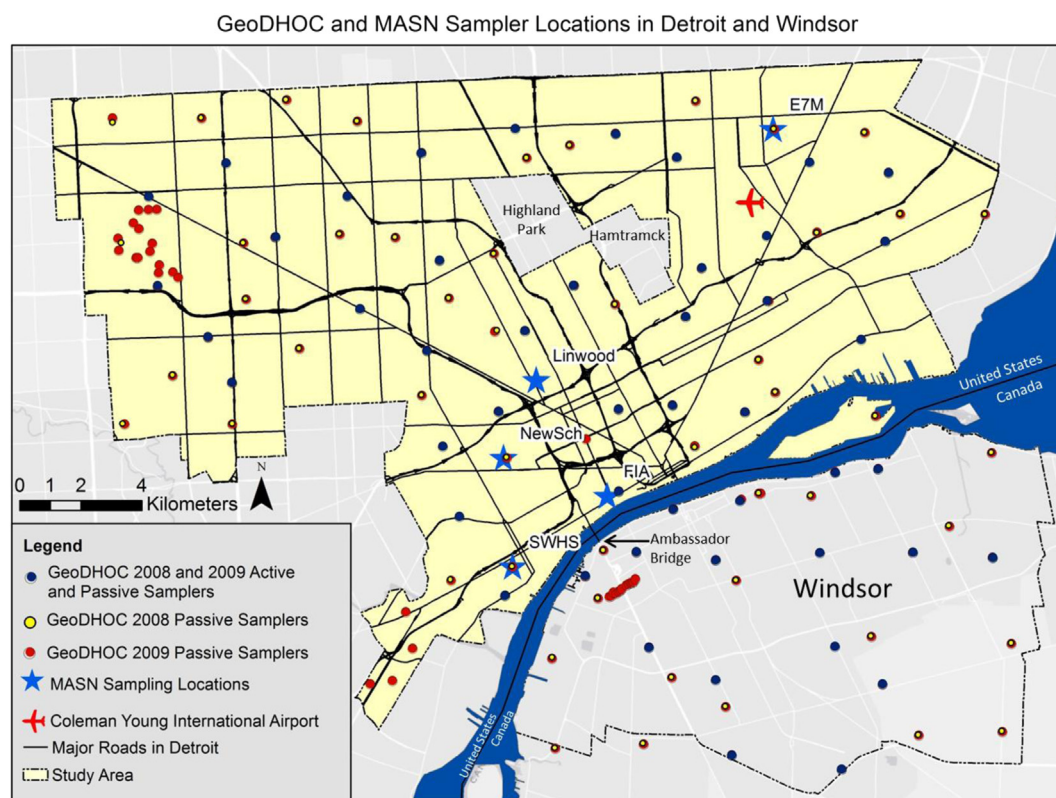 GeoDHOC and MASN Sampler Locations in Detroit and Windsor
E7M
Highland
Park
Hamtramck
Linwood
NewSch
FIA
SWHS
United States
Canada
Ambassador
Bridge
Windsor
United States
Canada
N
0 1 2 4
Kilometers
Legend
GeoDHOC 2008 and 2009 Active
and Passive Samplers
GeoDHOC 2008 Passive Samplers
GeoDHOC 2009 Passive Samplers
MASN Sampling Locations
Coleman Young International Airport
Major Roads in Detroit
Study Area